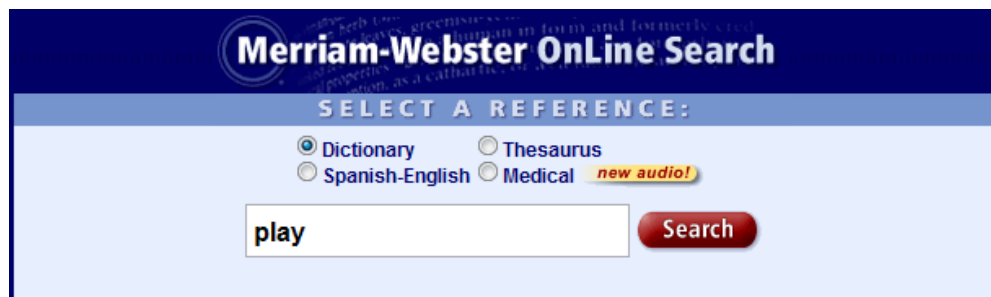 Merriam-Webster OnLine Search
SELECT A REFERENCE:
Dictionary Thesaurus
Spanish-English Medical new audio!
play Search